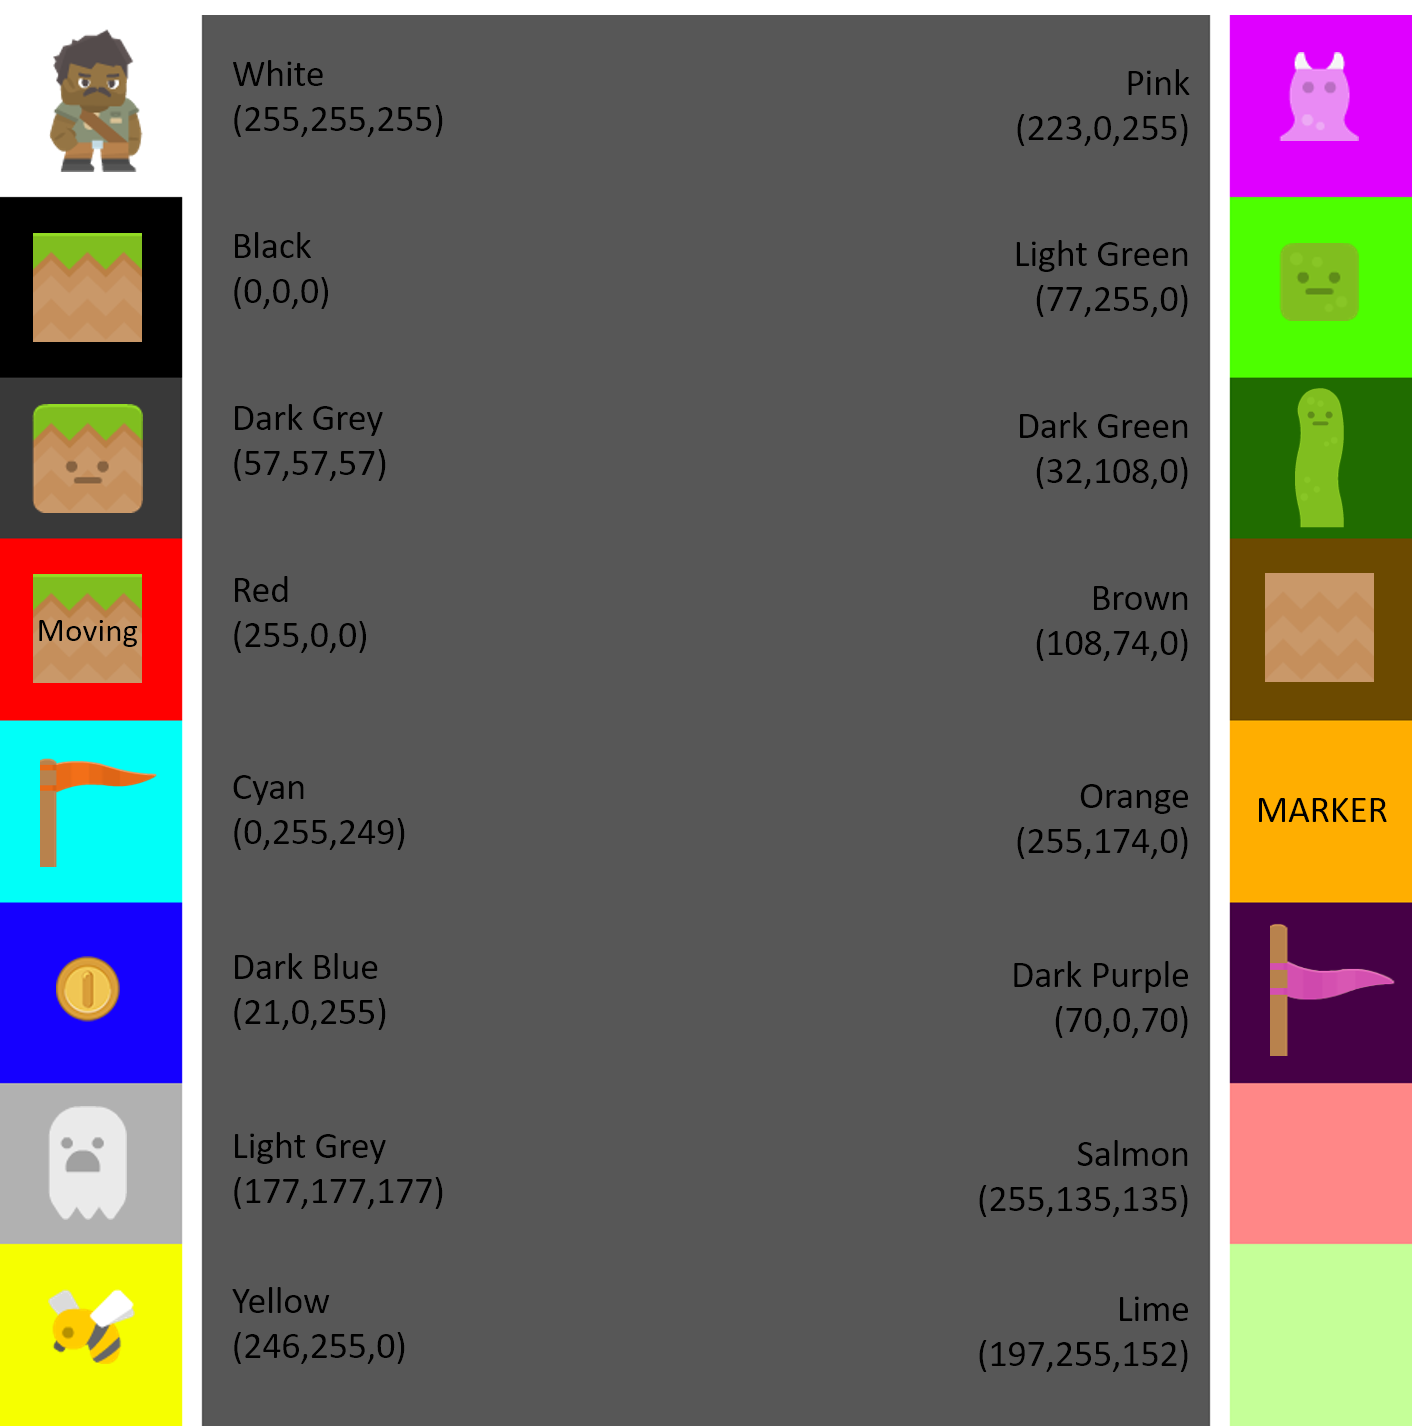 White
(255,255,255)
Black
(0,0,0)
Dark Grey
(57,57,57)
Moving
Red
(255,0,0)
Cyan
(0,255,249)
Dark Blue
(21,0,255)
Light Grey
(177,177,177)
Yellow
(246,255,0)
Pink
(223,0,255)
Light Green
(77,255,0)
Dark Green
(32,108,0)
Brown
(108,74,0)
Orange
(255,174,0)
MARKER
Dark Purple
(70,0,70)
Salmon
(255,135,135)
Lime
(197,255,152)